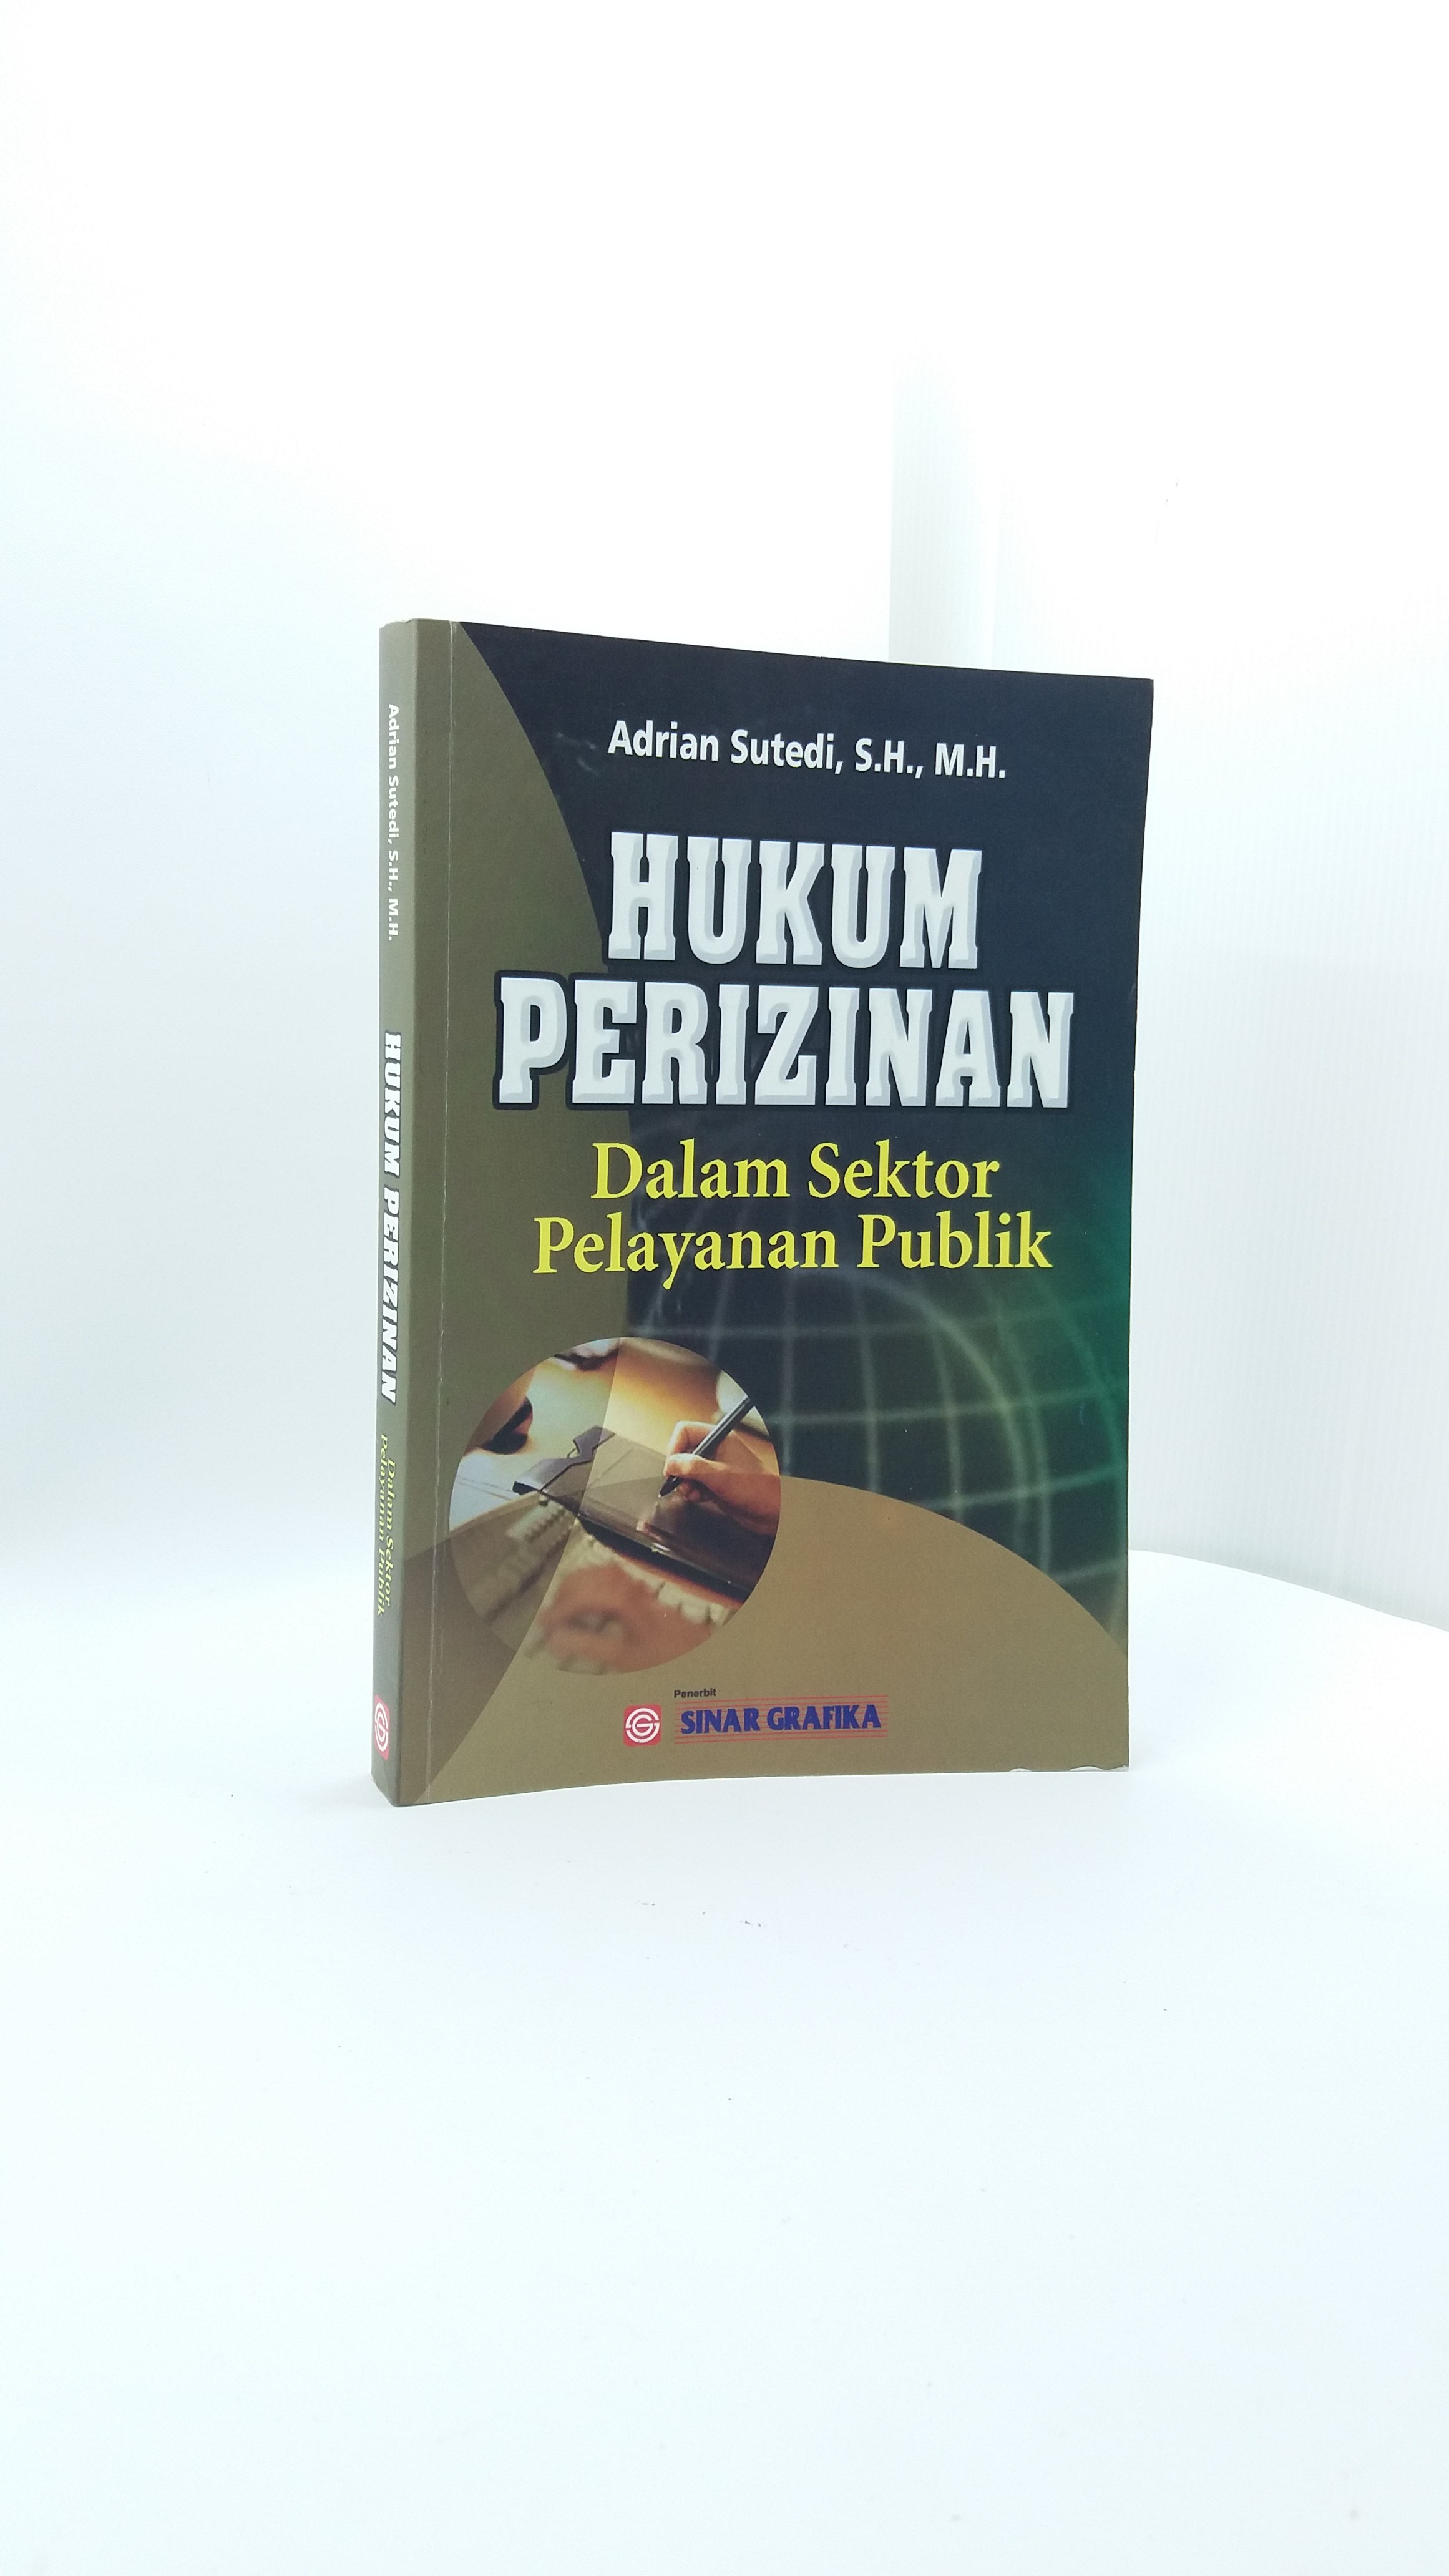 Adrian Sutedi, S.H., M.H.
HUKUM
PERIZINAN
Dalam Sektor
Pelayanan Publik
Penerbit
SINAR GRAFIKA
Adrian Sutedi, S.H., M.H.
HUKUM PERIZINAN
Dalam Sektor
Pelayanan Publik